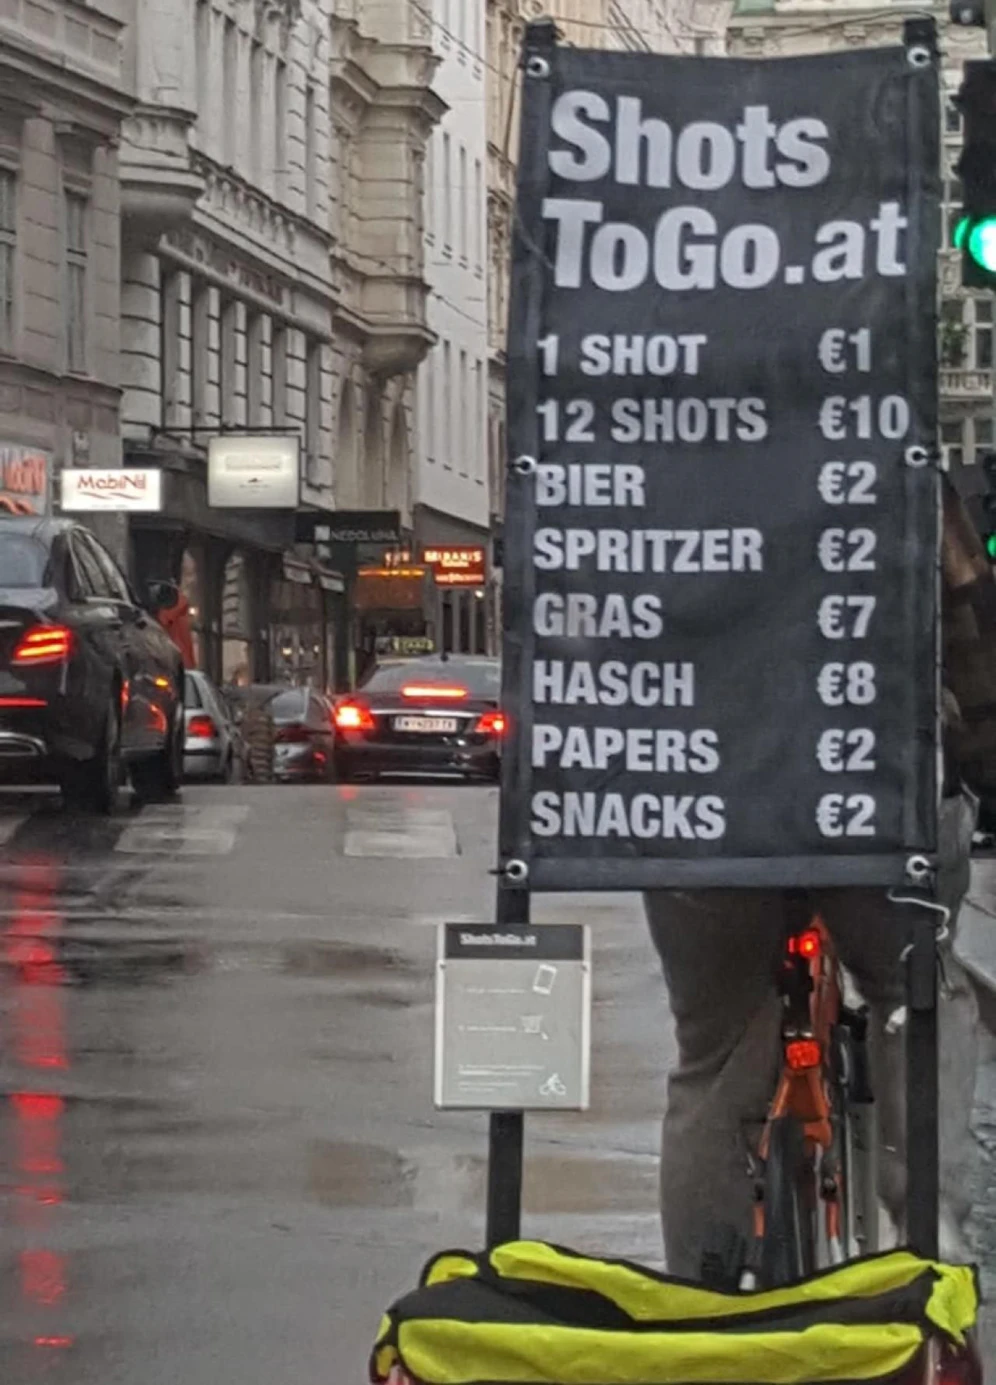 Shots
ToGo.at
1 SHOT €1
12 SHOTS €10
BIER €2
SPRITZER €2
GRAS €7
HASCH €8
PAPERS €2
SNACKS €2
ShotsToGo.at
MobiNil